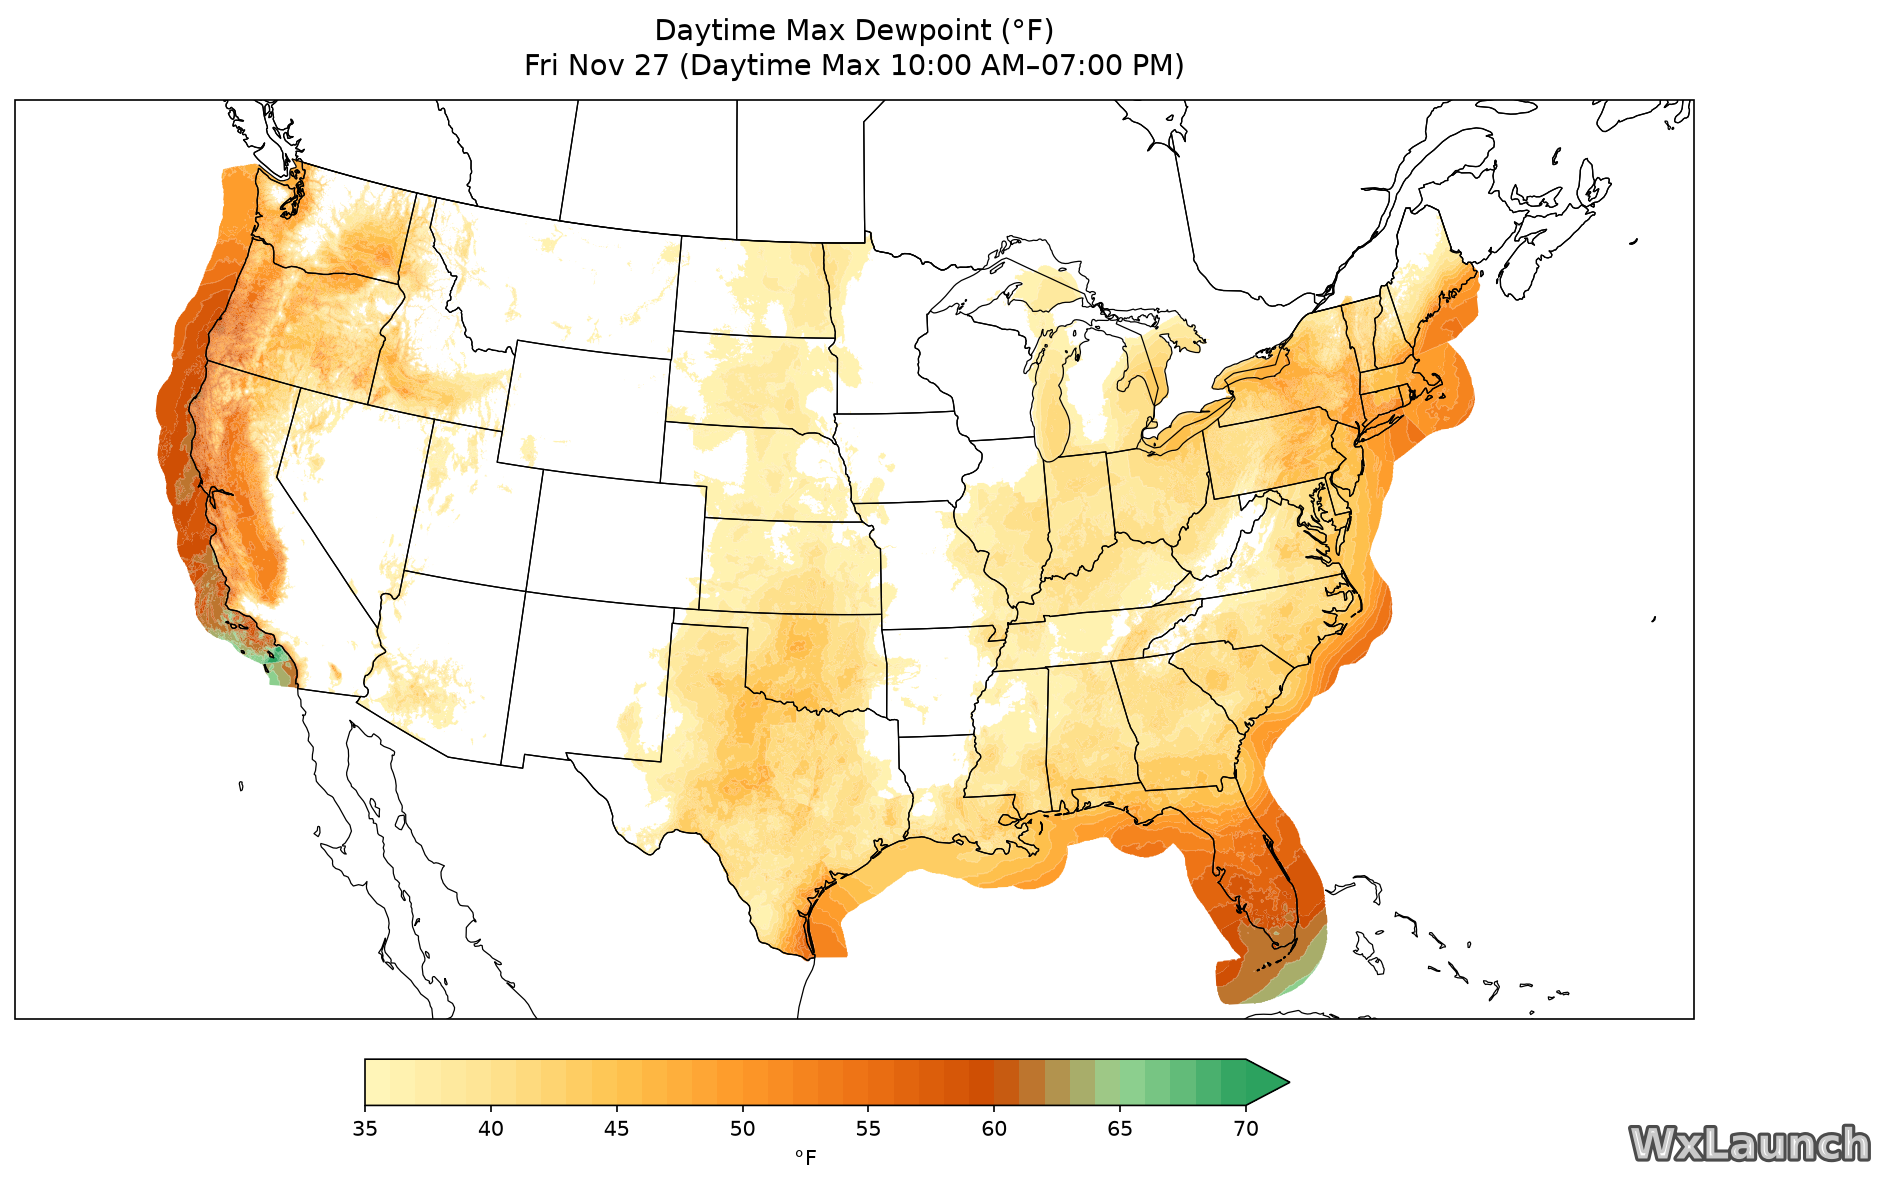 Daytime Max Dewpoint (°F)
Fri Nov 27 (Daytime Max 10:00 AM–07:00 PM)
35 40 45 50 55 60 65 70
°F
WxLaunch